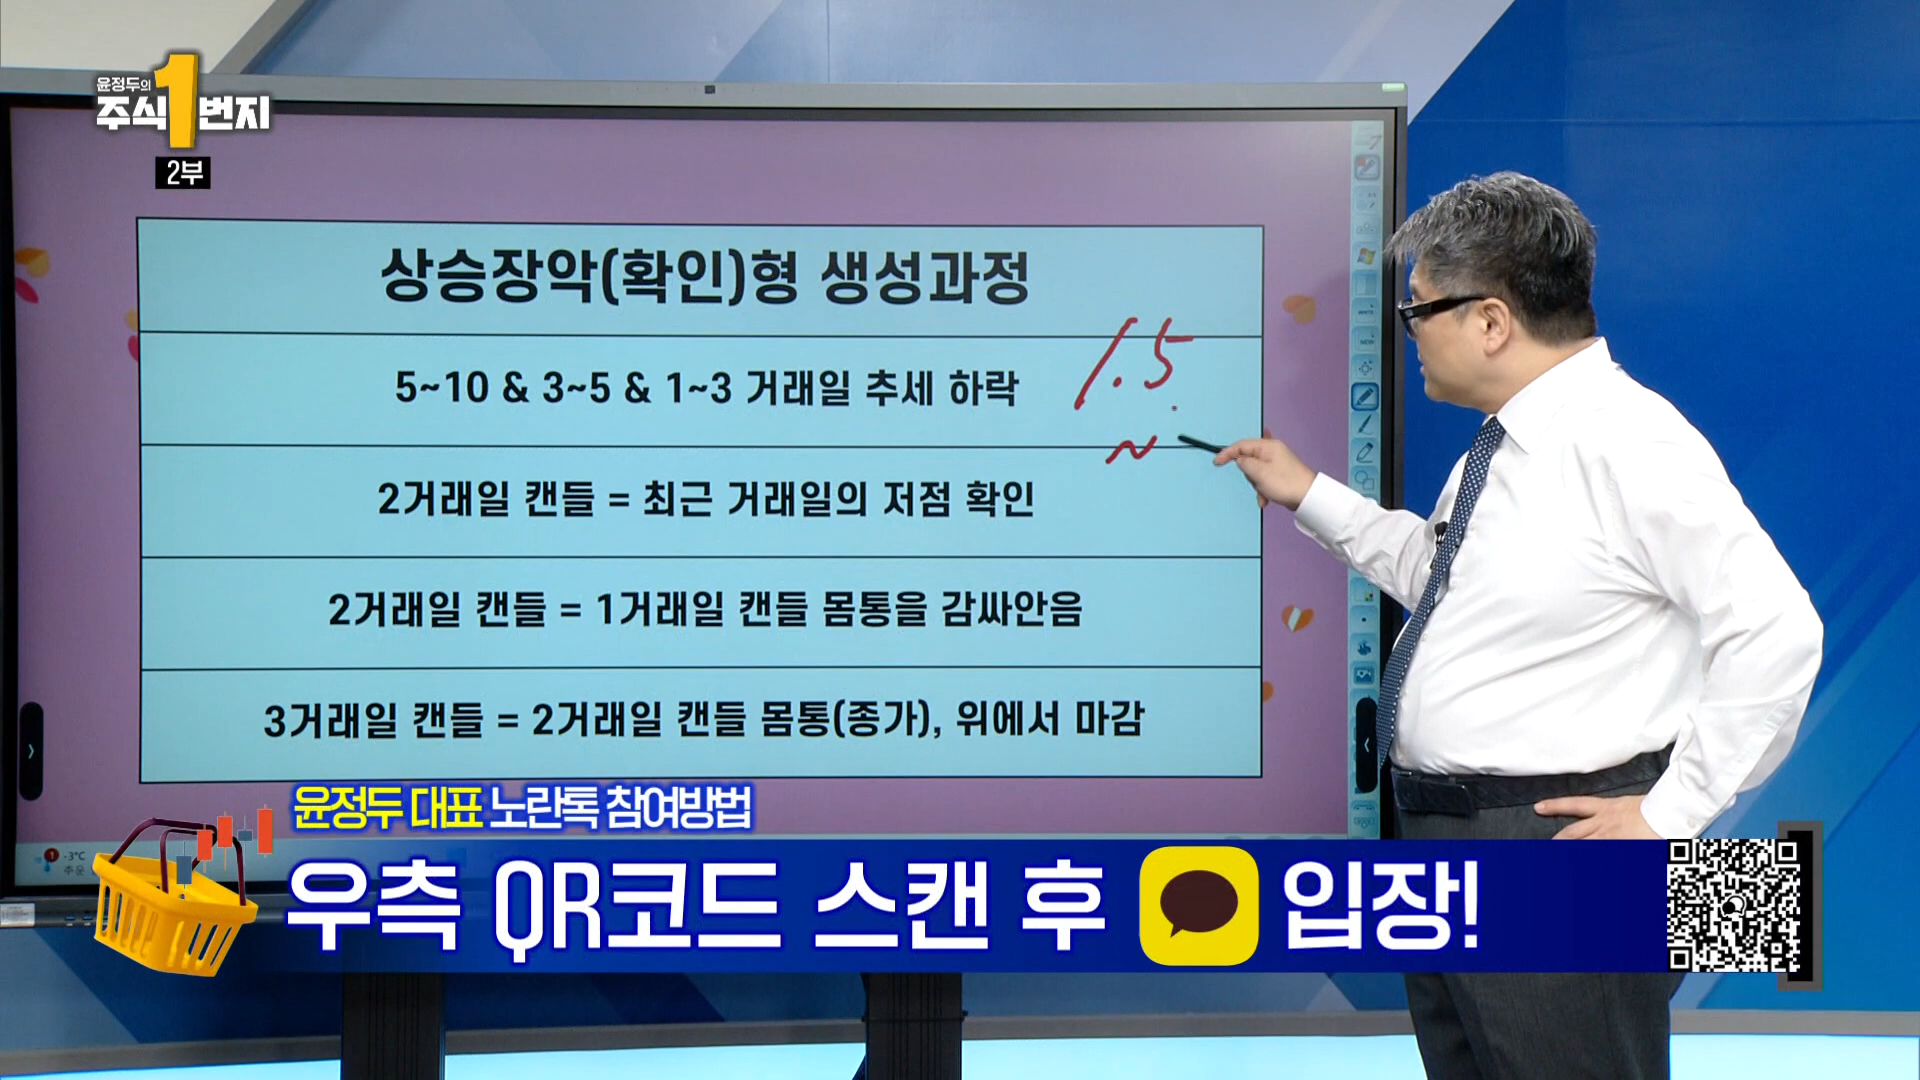 윤정두의
주식1번지
2부
상승장악(확인)형 생성과정
5~10 & 3~5 & 1~3 거래일 추세 하락
1.5
~
2거래일 캔들 = 최근 거래일의 저점 확인
2거래일 캔들 = 1거래일 캔들 몸통을 감싸안음
3거래일 캔들 = 2거래일 캔들 몸통(종가), 위에서 마감
-3°C
추운
윤정두 대표 노란톡 참여방법
우측 QR코드 스캔 후 입장!